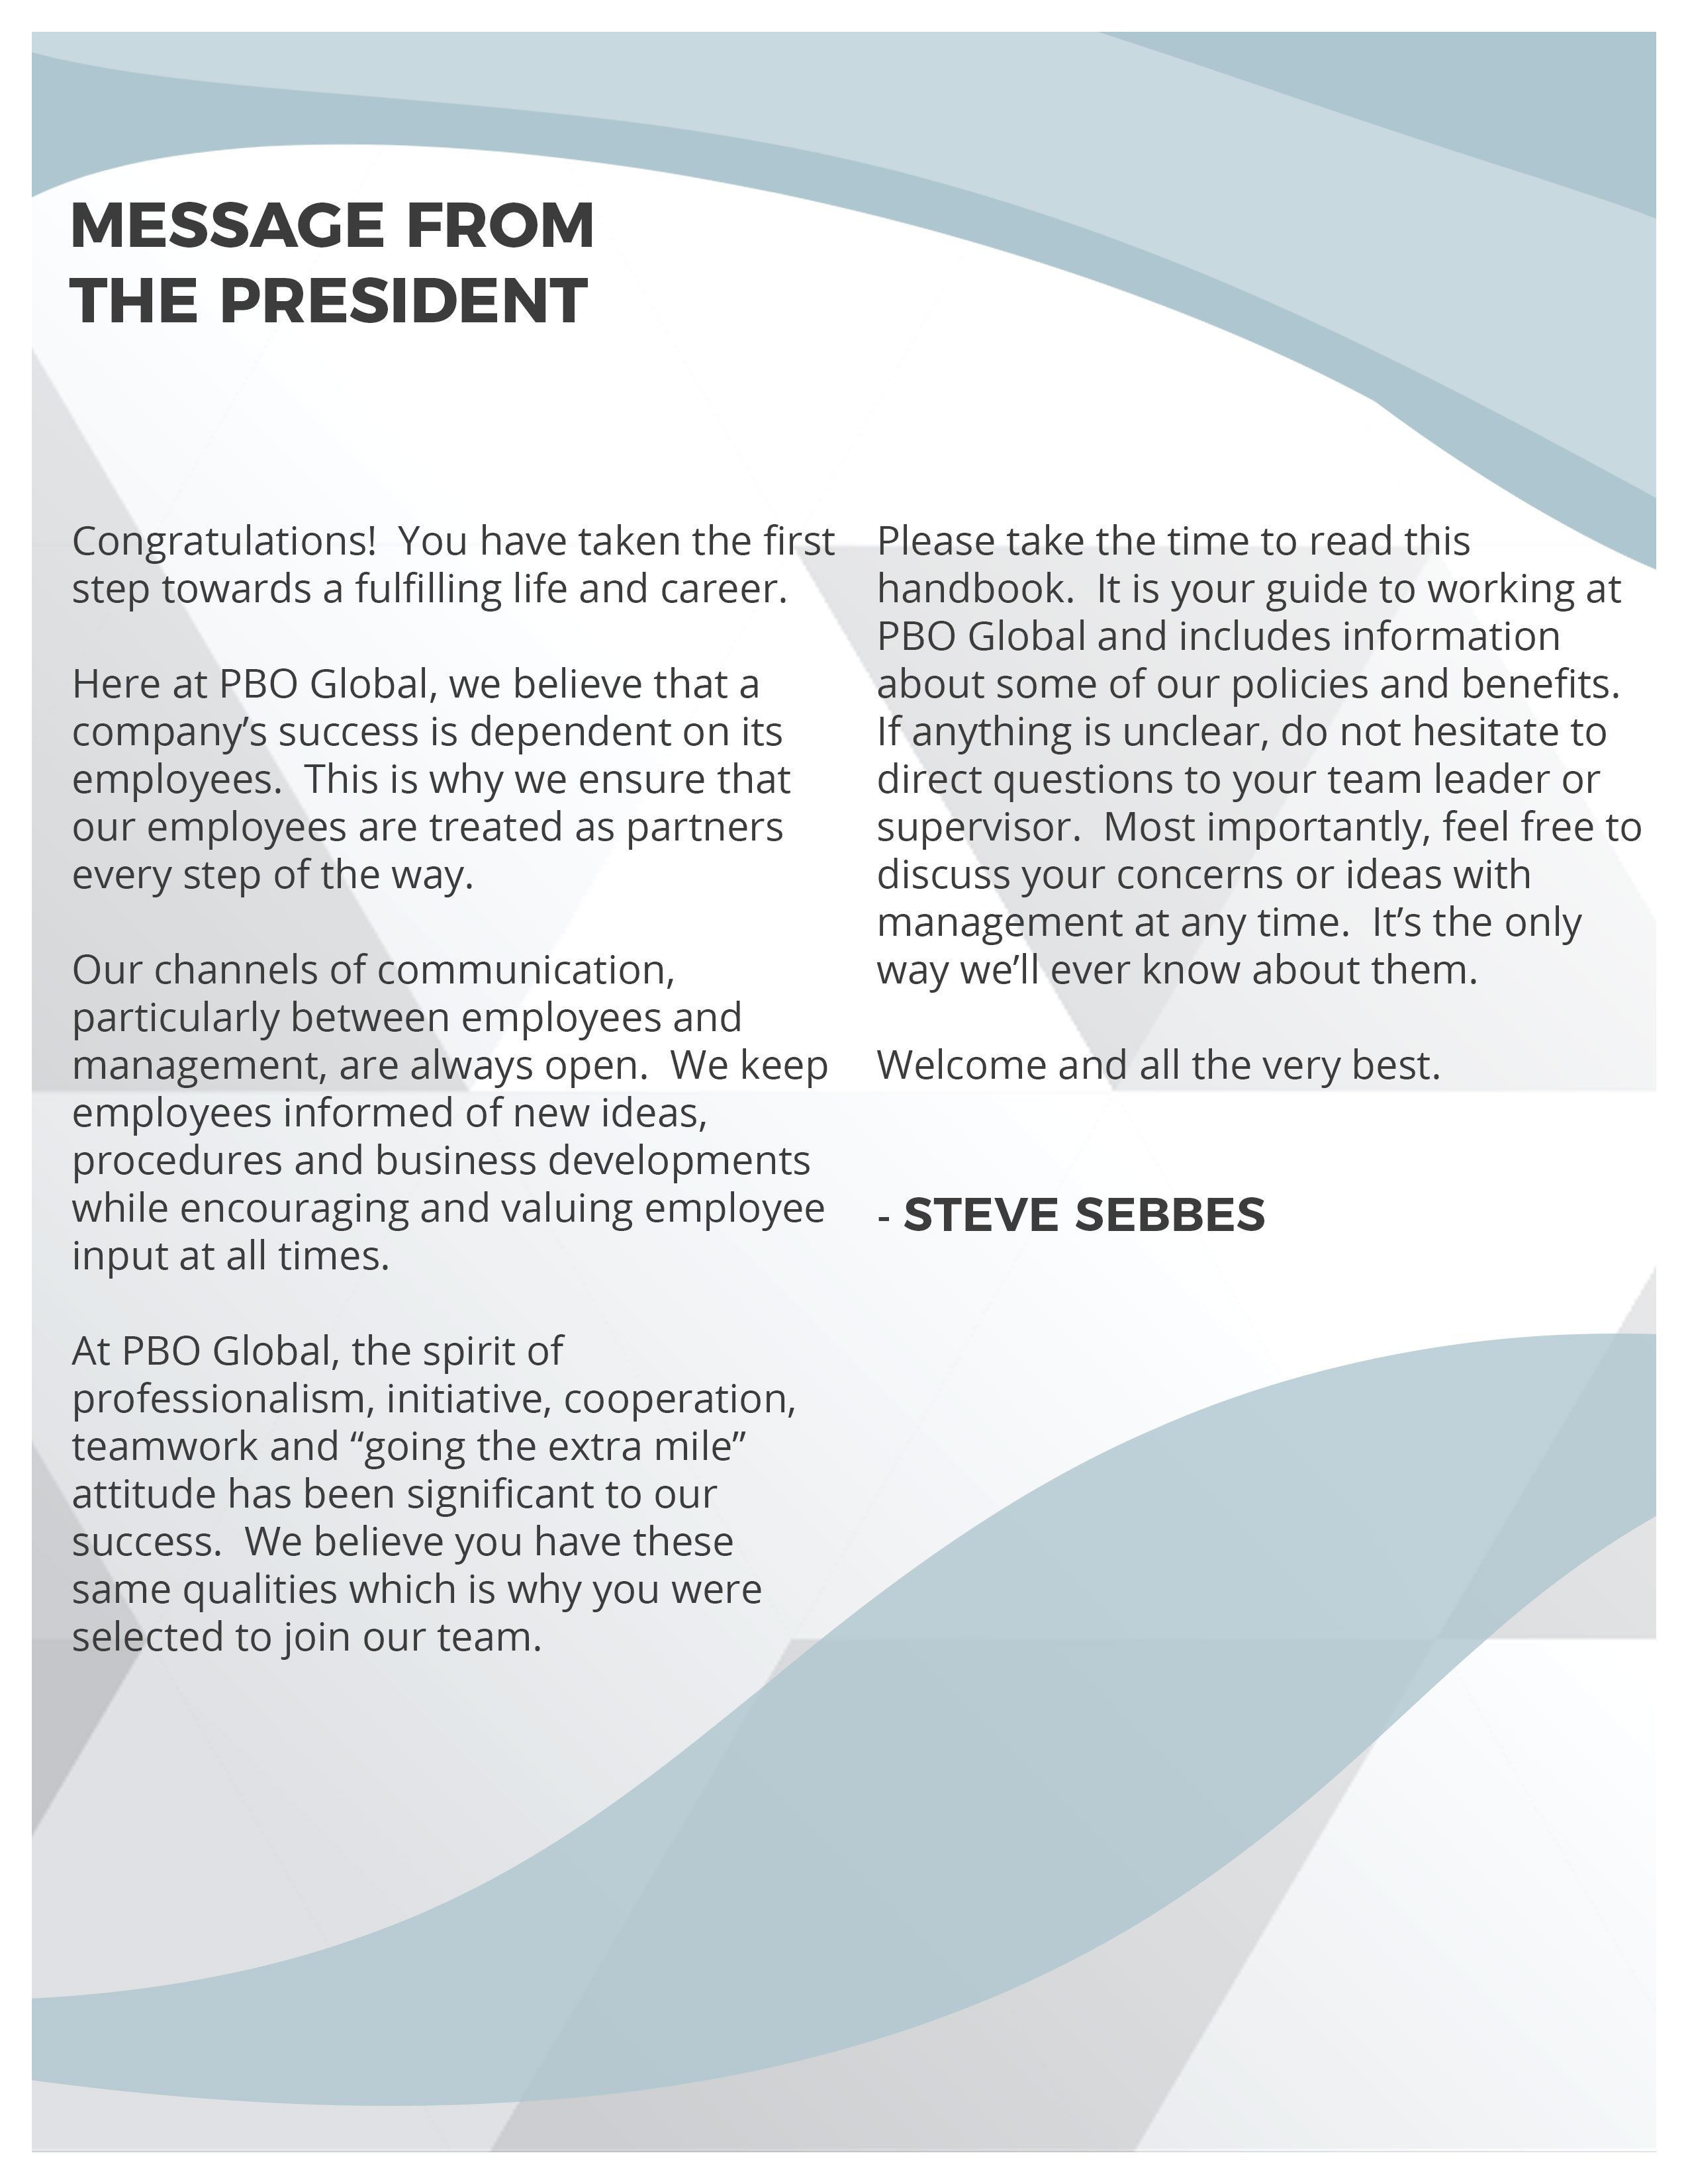 MESSAGE FROM
THE PRESIDENT
Congratulations!  You have taken the first
step towards a fulfilling life and career.
Here at PBO Global, we believe that a
company’s success is dependent on its
employees.  This is why we ensure that
our employees are treated as partners
every step of the way.
Our channels of communication,
particularly between employees and
management, are always open.  We keep
employees informed of new ideas,
procedures and business developments
while encouraging and valuing employee
input at all times.
At PBO Global, the spirit of
professionalism, initiative, cooperation,
teamwork and “going the extra mile”
attitude has been significant to our
success.  We believe you have these
same qualities which is why you were
selected to join our team.
Please take the time to read this
handbook.  It is your guide to working at
PBO Global and includes information
about some of our policies and benefits.
If anything is unclear, do not hesitate to
direct questions to your team leader or
supervisor.  Most importantly, feel free to
discuss your concerns or ideas with
management at any time.  It’s the only
way we’ll ever know about them.
Welcome and all the very best.
- STEVE SEBBES